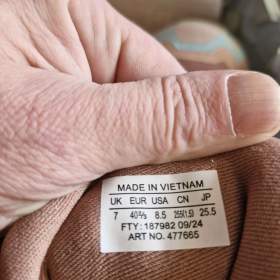 MADE IN VIETNAM
UK EUR USA CN JP
7 40⅔ 8.5 255(1.5) 25.5
FTY: 187982 09/24
ART NO. 477665